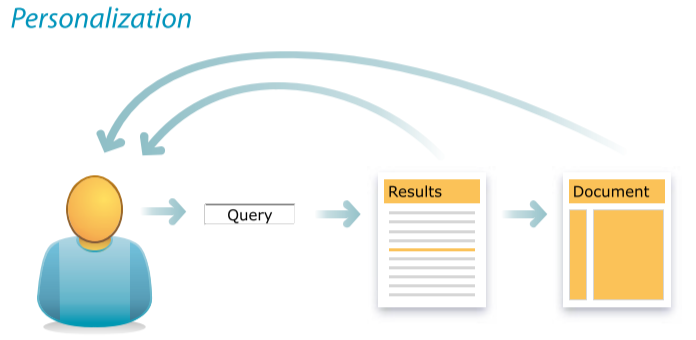 Personalization
Query
Results
Document